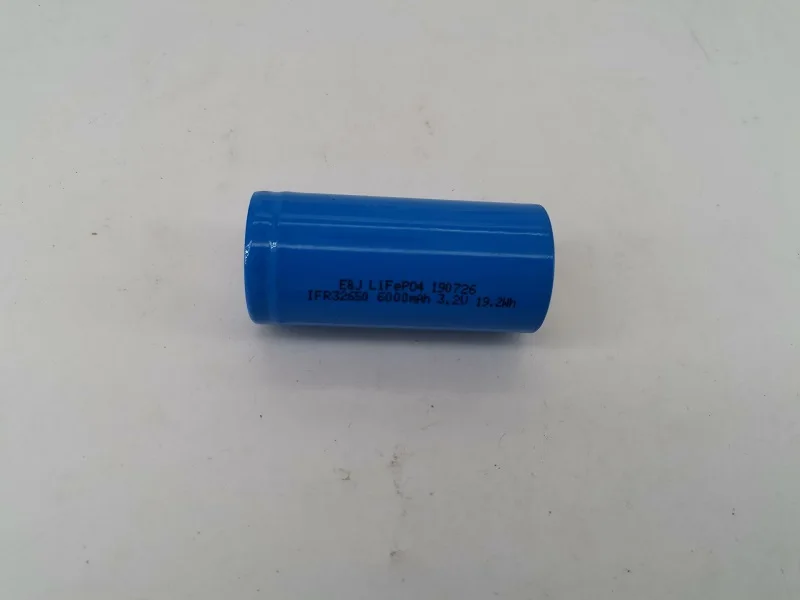 E&J LiFePO4 190726
IFR32650 6000mAh 3.2V 19.2Wh